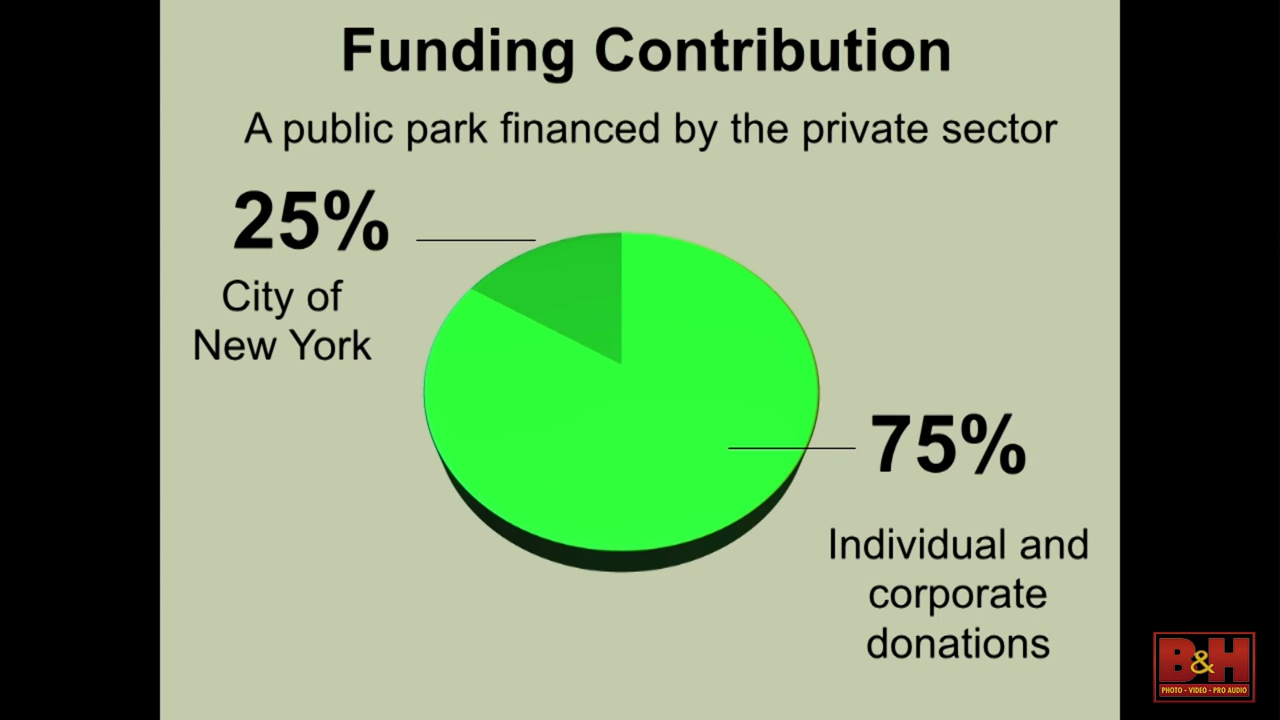 Funding Contribution
A public park financed by the private sector
25%
City of
New York
75%
Individual and
corporate
donations
B&H
PHOTO - VIDEO - PRO AUDIO